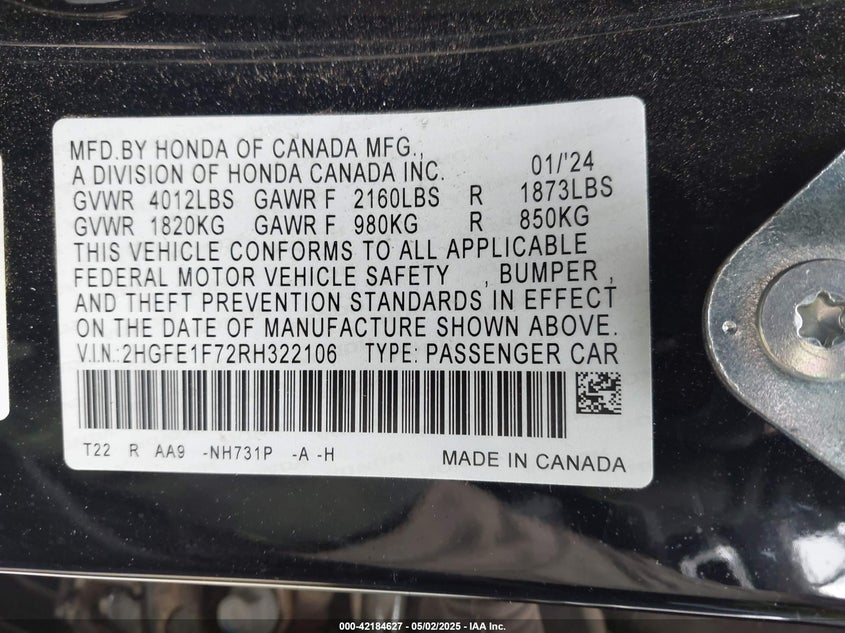 MFD.BY HONDA OF CANADA MFG.,
A DIVISION OF HONDA CANADA INC. 01/'24
GVWR 4012LBS GAWR F 2160LBS R 1873LBS
GVWR 1820KG GAWR F 980KG R 850KG
THIS VEHICLE CONFORMS TO ALL APPLICABLE
FEDERAL MOTOR VEHICLE SAFETY , BUMPER ,
AND THEFT PREVENTION STANDARDS IN EFFECT
ON THE DATE OF MANUFACTURE SHOWN ABOVE.
V.I.N.:2HGFE1F72RH322106 TYPE: PASSENGER CAR
T22 R AA9 -NH731P -A -H
MADE IN CANADA
000-42184627 - 05/02/2025 - IAA Inc.